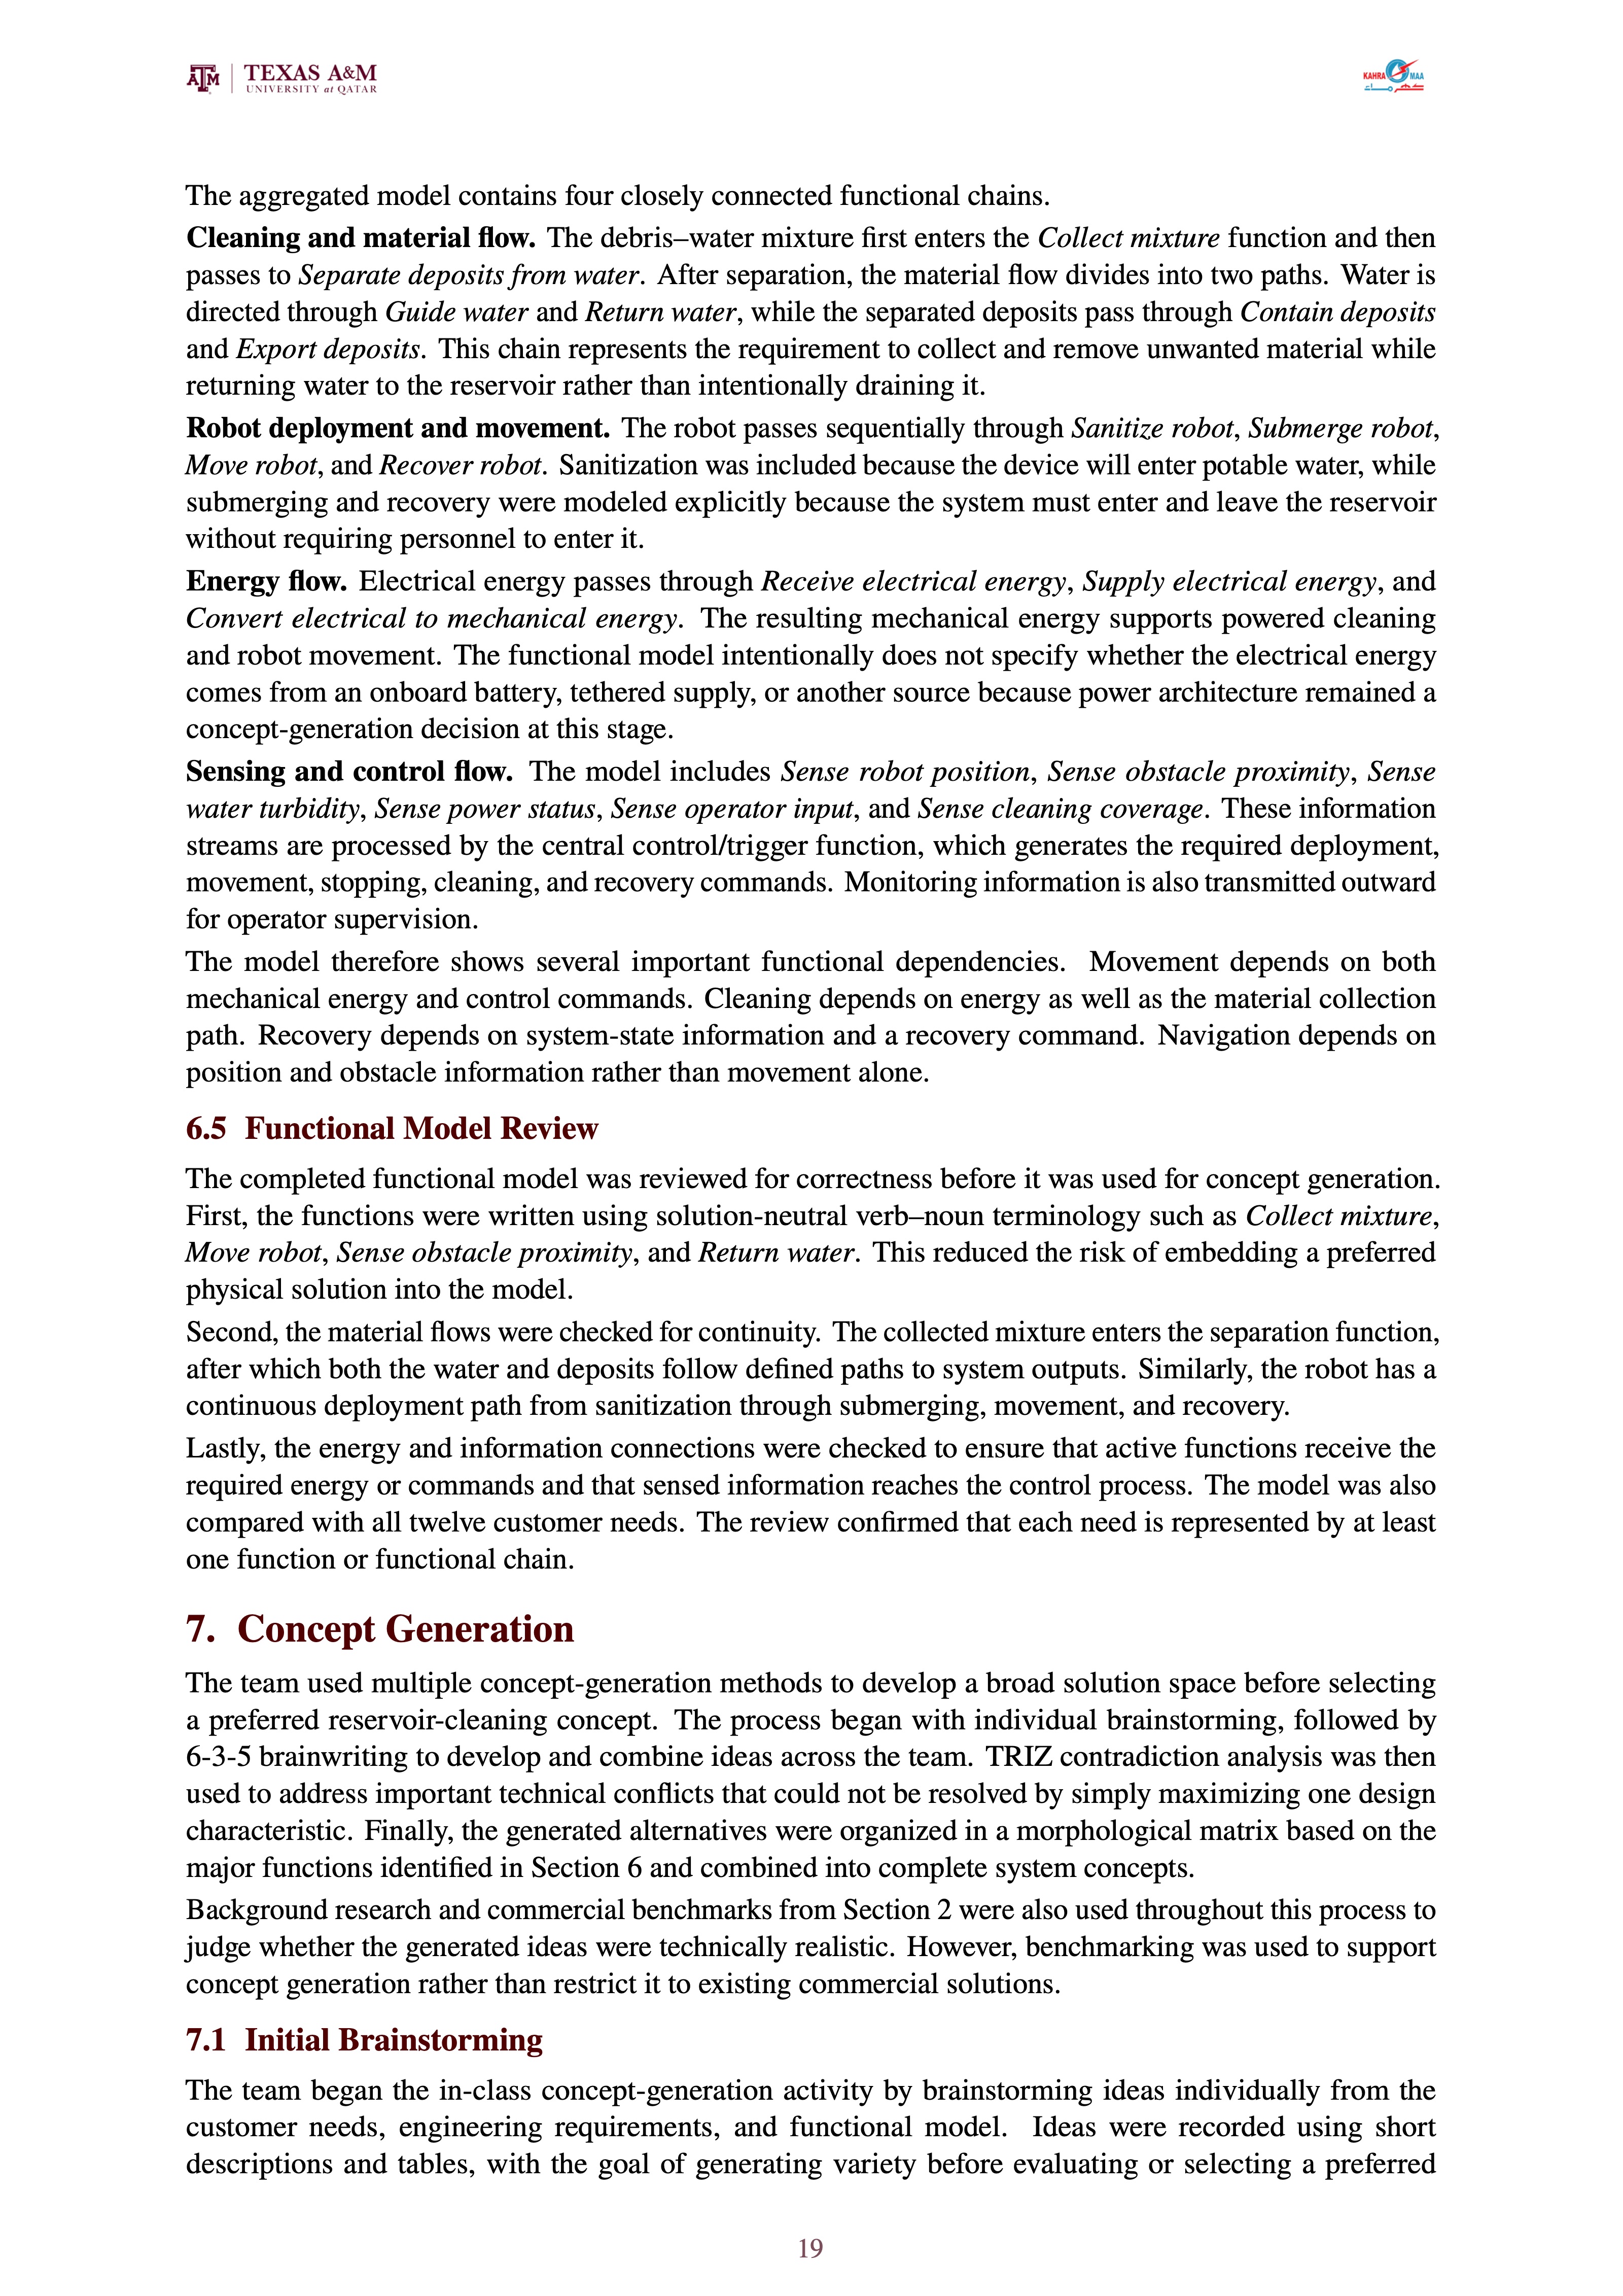 TEXAS A&M
UNIVERSITY at QATAR
KAHRA MAA
كهرماء
The aggregated model contains four closely connected functional chains.
Cleaning and material flow. The debris–water mixture first enters the Collect mixture function and then
passes to Separate deposits from water. After separation, the material flow divides into two paths. Water is
directed through Guide water and Return water, while the separated deposits pass through Contain deposits
and Export deposits. This chain represents the requirement to collect and remove unwanted material while
returning water to the reservoir rather than intentionally draining it.
Robot deployment and movement. The robot passes sequentially through Sanitize robot, Submerge robot,
Move robot, and Recover robot. Sanitization was included because the device will enter potable water, while
submerging and recovery were modeled explicitly because the system must enter and leave the reservoir
without requiring personnel to enter it.
Energy flow. Electrical energy passes through Receive electrical energy, Supply electrical energy, and
Convert electrical to mechanical energy. The resulting mechanical energy supports powered cleaning
and robot movement. The functional model intentionally does not specify whether the electrical energy
comes from an onboard battery, tethered supply, or another source because power architecture remained a
concept-generation decision at this stage.
Sensing and control flow. The model includes Sense robot position, Sense obstacle proximity, Sense
water turbidity, Sense power status, Sense operator input, and Sense cleaning coverage. These information
streams are processed by the central control/trigger function, which generates the required deployment,
movement, stopping, cleaning, and recovery commands. Monitoring information is also transmitted outward
for operator supervision.
The model therefore shows several important functional dependencies. Movement depends on both
mechanical energy and control commands. Cleaning depends on energy as well as the material collection
path. Recovery depends on system-state information and a recovery command. Navigation depends on
position and obstacle information rather than movement alone.
6.5 Functional Model Review
The completed functional model was reviewed for correctness before it was used for concept generation.
First, the functions were written using solution-neutral verb–noun terminology such as Collect mixture,
Move robot, Sense obstacle proximity, and Return water. This reduced the risk of embedding a preferred
physical solution into the model.
Second, the material flows were checked for continuity. The collected mixture enters the separation function,
after which both the water and deposits follow defined paths to system outputs. Similarly, the robot has a
continuous deployment path from sanitization through submerging, movement, and recovery.
Lastly, the energy and information connections were checked to ensure that active functions receive the
required energy or commands and that sensed information reaches the control process. The model was also
compared with all twelve customer needs. The review confirmed that each need is represented by at least
one function or functional chain.
7. Concept Generation
The team used multiple concept-generation methods to develop a broad solution space before selecting
a preferred reservoir-cleaning concept. The process began with individual brainstorming, followed by
6-3-5 brainwriting to develop and combine ideas across the team. TRIZ contradiction analysis was then
used to address important technical conflicts that could not be resolved by simply maximizing one design
characteristic. Finally, the generated alternatives were organized in a morphological matrix based on the
major functions identified in Section 6 and combined into complete system concepts.
Background research and commercial benchmarks from Section 2 were also used throughout this process to
judge whether the generated ideas were technically realistic. However, benchmarking was used to support
concept generation rather than restrict it to existing commercial solutions.
7.1 Initial Brainstorming
The team began the in-class concept-generation activity by brainstorming ideas individually from the
customer needs, engineering requirements, and functional model. Ideas were recorded using short
descriptions and tables, with the goal of generating variety before evaluating or selecting a preferred
19